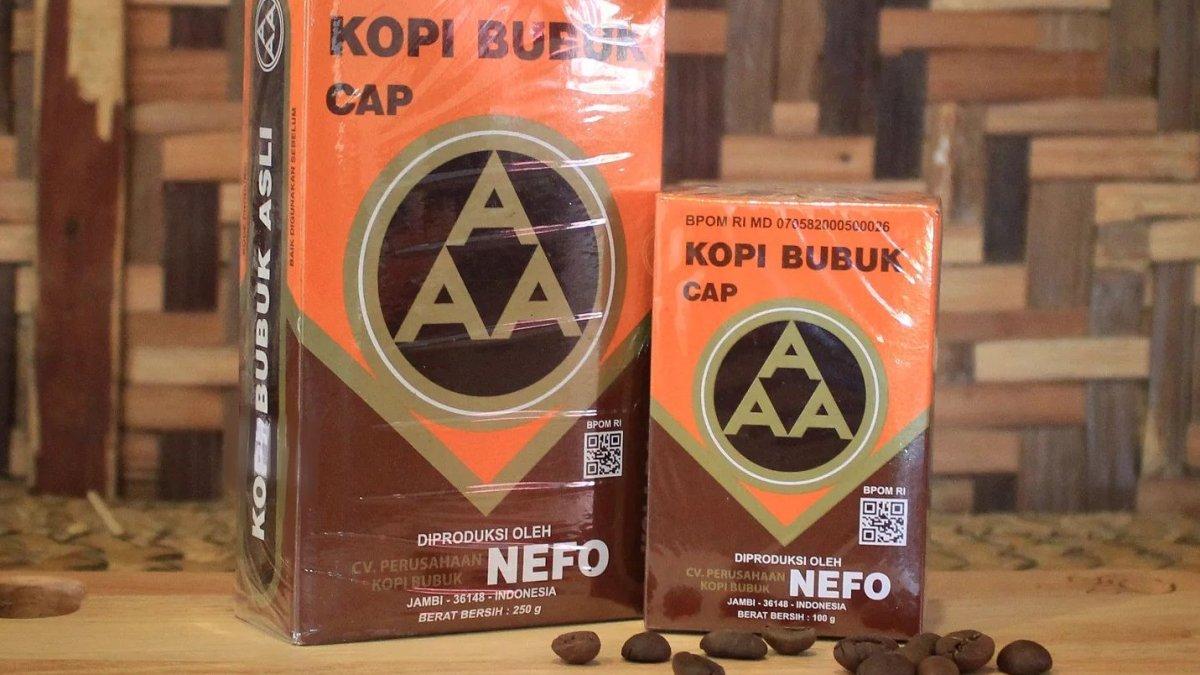 AAA
KOPI BUBUK ASLI
BAIK DIGUNAKAN SEBELUM
KOPI BUBUK
CAP
A
A A
BPOM RI
DIPRODUKSI OLEH
CV. PERUSAHAAN
KOPI BUBUK
NEFO
JAMBI - 36148 - INDONESIA
BERAT BERSIH : 250 g
BPOM RI MD 070582000500026
KOPI BUBUK
CAP
A
A A
BPOM RI
DIPRODUKSI OLEH
CV. PERUSAHAAN
KOPI BUBUK
NEFO
JAMBI - 36148 - INDONESIA
BERAT BERSIH : 100 g